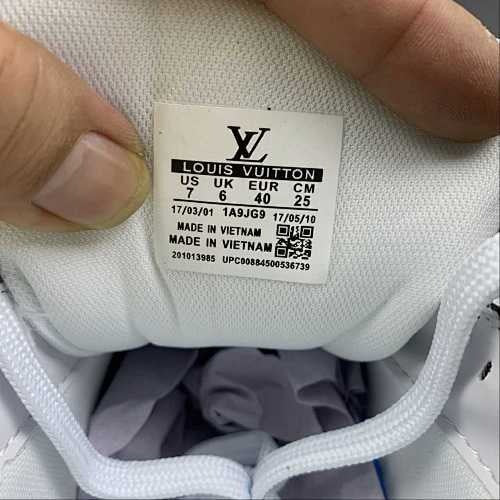 LV
LOUIS VUITTON
US UK EUR CM
7 6 40 25
17/03/01 1A9JG9 17/05/10
MADE IN VIETNAM
MADE IN VIETNAM
201013985 UPC00884500536739